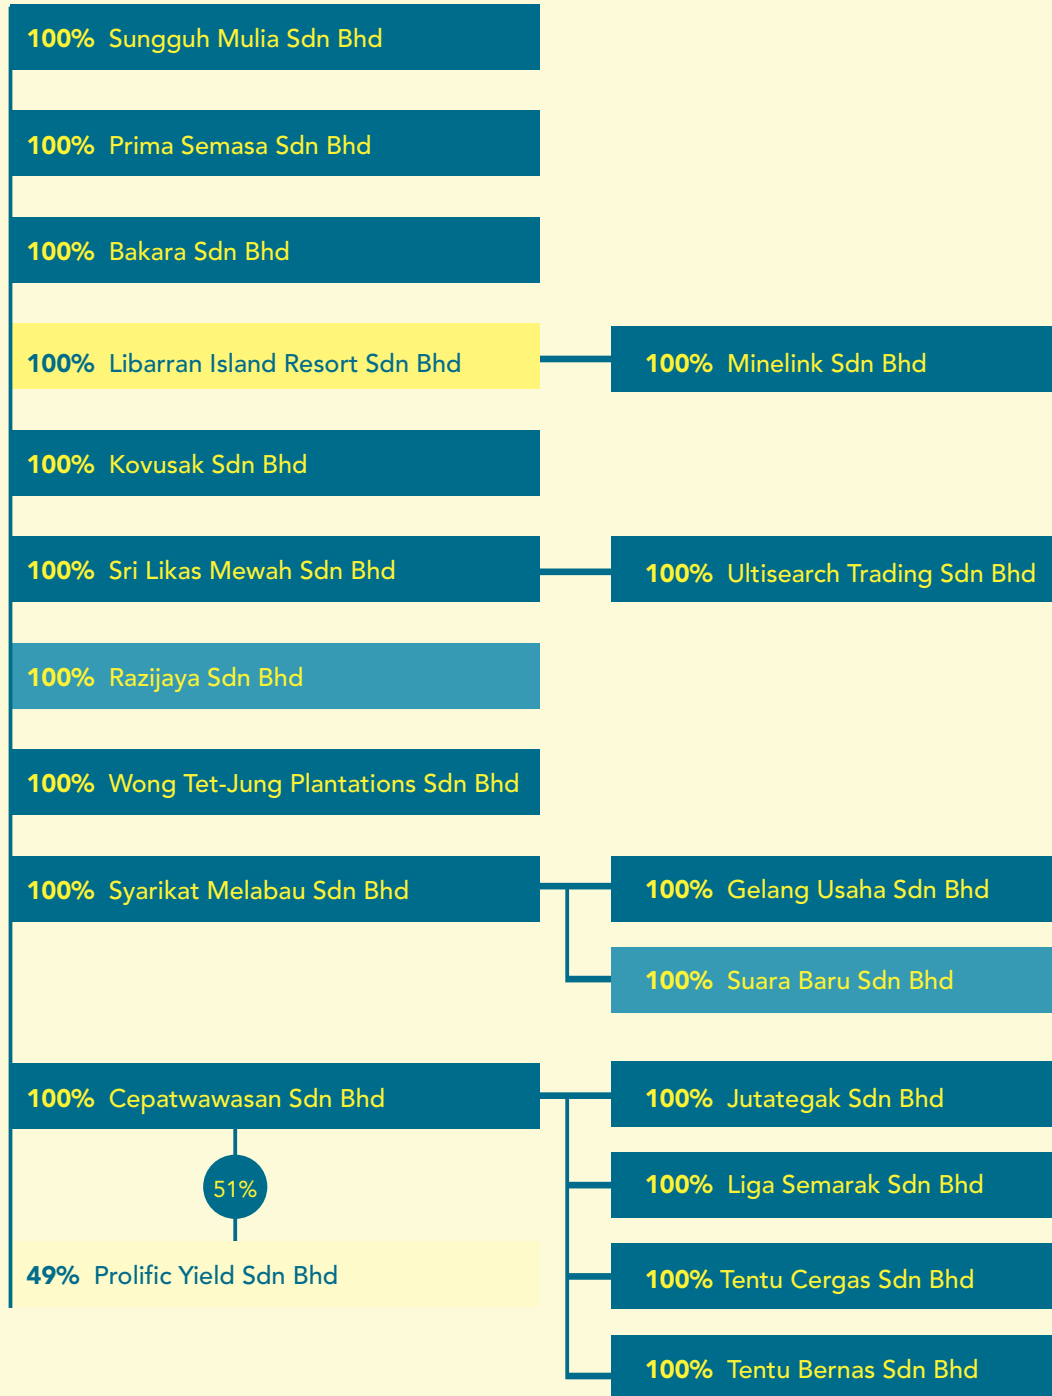 100% Sungguh Mulia Sdn Bhd
100% Prima Semasa Sdn Bhd
100% Bakara Sdn Bhd
100% Libarran Island Resort Sdn Bhd
100% Minelink Sdn Bhd
100% Kovusak Sdn Bhd
100% Sri Likas Mewah Sdn Bhd
100% Ultisearch Trading Sdn Bhd
100% Razijaya Sdn Bhd
100% Wong Tet-Jung Plantations Sdn Bhd
100% Syarikat Melabau Sdn Bhd
100% Gelang Usaha Sdn Bhd
100% Suara Baru Sdn Bhd
100% Cepatwawasan Sdn Bhd
100% Jutategak Sdn Bhd
51%
100% Liga Semarak Sdn Bhd
49% Prolific Yield Sdn Bhd
100% Tentu Cergas Sdn Bhd
100% Tentu Bernas Sdn Bhd